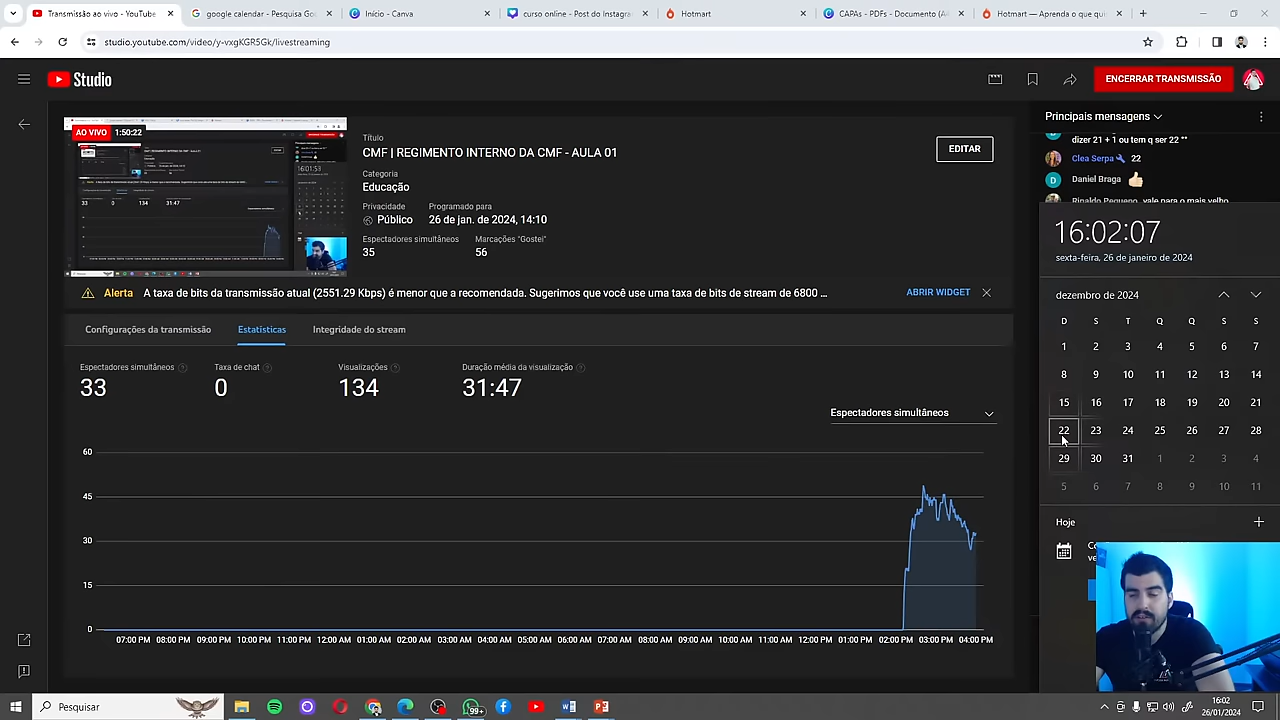 Transmissão ao vivo - YouTu
google calendar - Pesquisa Go
Início - Canva
curso online - Post do Instagra
Hotmart
CAPAS - PDFs - Documentos (A
Hotmart — Aprenda o que qui
studio.youtube.com/video/y-vxgKGR5Gk/livestreaming
Studio
ENCERRAR TRANSMISSÃO
AO VIVO 1:50:22
Título
CMF | REGIMENTO INTERNO DA CMF - AULA 01
EDITAR
Categoria
Educação
Privacidade
Programado para
Público
26 de jan. de 2024, 14:10
Espectadores simultâneos
Marcações "Gostei"
35
56
dizer 21 + 1 ou tem q ser 22
Serpa 22
D Daniel Braga 👍🏻
Rinaldo Pequeno vale para o mais velho
Alerta A taxa de bits da transmissão atual (2551.29 Kbps) é menor que a recomendada. Sugerimos que você use uma taxa de bits de stream de 6800 ...
ABRIR WIDGET
Configurações da transmissão
Estatísticas
Integridade do stream
Espectadores simultâneos
33
Taxa de chat
0
Visualizações
134
Duração média da visualização
31:47
Espectadores simultâneos
60
45
30
15
0
07:00 PM 08:00 PM 09:00 PM 10:00 PM 11:00 PM 12:00 AM 01:00 AM 02:00 AM 03:00 AM 04:00 AM 05:00 AM 06:00 AM 07:00 AM 08:00 AM 09:00 AM 10:00 AM 11:00 AM 12:00 PM 01:00 PM 02:00 PM 03:00 PM 04:00 PM
16:02:07
sexta-feira, 26 de janeiro de 2024
dezembro de 2024
D S T Q Q S S
1 2 3 4 5 6 7
8 9 10 11 12 13 14
15 16 17 18 19 20 21
22 23 24 25 26 27 28
29 30 31 1 2 3 4
5 6 7 8 9 10 11
Hoje
Pesquisar
16:02
26/01/2024